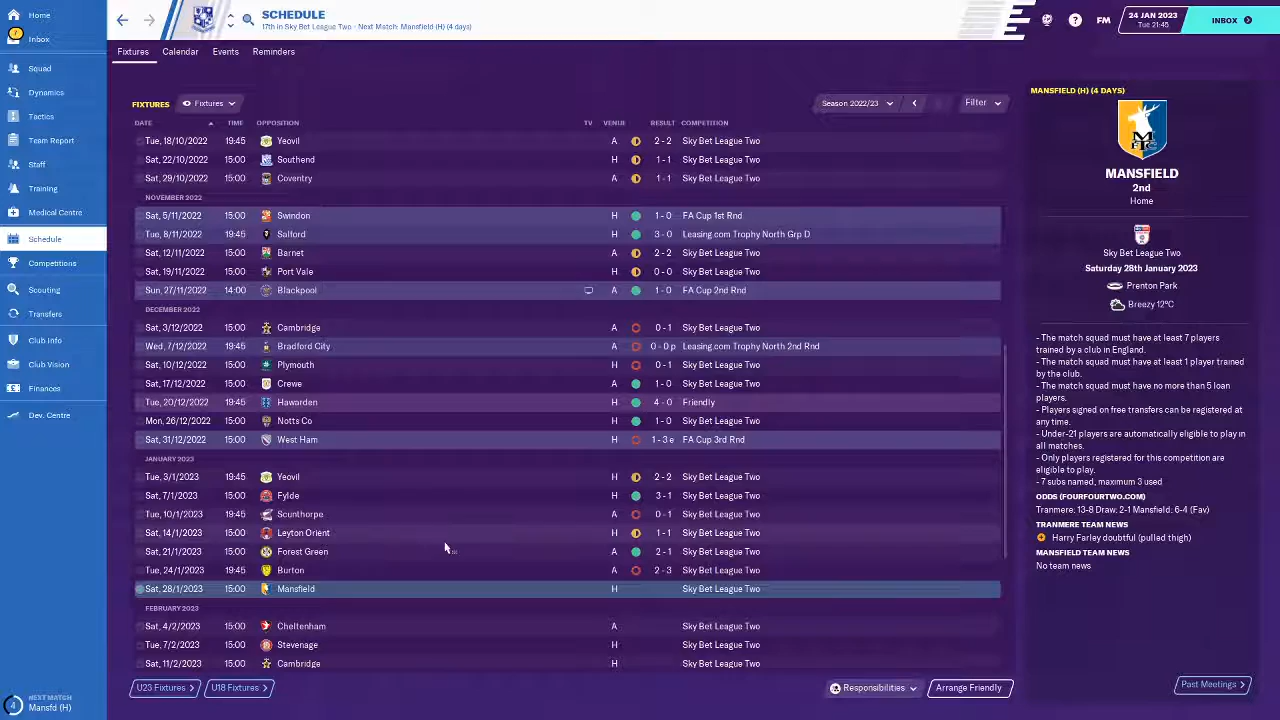 Home
Inbox
7
Squad
Dynamics
Tactics
Team Report
Staff
Training
Medical Centre
Schedule
Competitions
Scouting
Transfers
Club Info
Club Vision
Finances
Dev. Centre
NEXT MATCH
4 Mansfd (H)
SCHEDULE
17th in Sky Bet League Two - Next Match: Mansfield (H) (4 days)
? FM
24 JAN 2023
Tue 21:45
INBOX
Fixtures Calendar Events Reminders
FIXTURES Fixtures Season 2022/23 Filter
DATE TIME OPPOSITION TV VENUE RESULT COMPETITION
Tue, 18/10/2022 19:45 Yeovil A 2 - 2 Sky Bet League Two
Sat, 22/10/2022 15:00 Southend H 1 - 1 Sky Bet League Two
Sat, 29/10/2022 15:00 Coventry A 1 - 1 Sky Bet League Two
NOVEMBER 2022
Sat, 5/11/2022 15:00 Swindon H 1 - 0 FA Cup 1st Rnd
Tue, 8/11/2022 19:45 Salford H 3 - 0 Leasing.com Trophy North Grp D
Sat, 12/11/2022 15:00 Barnet A 2 - 2 Sky Bet League Two
Sat, 19/11/2022 15:00 Port Vale H 0 - 0 Sky Bet League Two
Sun, 27/11/2022 14:00 Blackpool A 1 - 0 FA Cup 2nd Rnd
DECEMBER 2022
Sat, 3/12/2022 15:00 Cambridge A 0 - 1 Sky Bet League Two
Wed, 7/12/2022 19:45 Bradford City A 0 - 0 p Leasing.com Trophy North 2nd Rnd
Sat, 10/12/2022 15:00 Plymouth H 0 - 1 Sky Bet League Two
Sat, 17/12/2022 15:00 Crewe A 1 - 0 Sky Bet League Two
Tue, 20/12/2022 19:45 Hawarden H 4 - 0 Friendly
Mon, 26/12/2022 15:00 Notts Co H 1 - 0 Sky Bet League Two
Sat, 31/12/2022 15:00 West Ham H 1 - 3 e FA Cup 3rd Rnd
JANUARY 2023
Tue, 3/1/2023 19:45 Yeovil H 2 - 2 Sky Bet League Two
Sat, 7/1/2023 15:00 Fylde H 3 - 1 Sky Bet League Two
Tue, 10/1/2023 19:45 Scunthorpe A 0 - 1 Sky Bet League Two
Sat, 14/1/2023 15:00 Leyton Orient H 1 - 1 Sky Bet League Two
Sat, 21/1/2023 15:00 Forest Green A 2 - 1 Sky Bet League Two
Tue, 24/1/2023 19:45 Burton A 2 - 3 Sky Bet League Two
Sat, 28/1/2023 15:00 Mansfield H Sky Bet League Two
FEBRUARY 2023
Sat, 4/2/2023 15:00 Cheltenham A Sky Bet League Two
Tue, 7/2/2023 15:00 Stevenage H Sky Bet League Two
Sat, 11/2/2023 15:00 Cambridge H Sky Bet League Two
U23 Fixtures U18 Fixtures Responsibilities Arrange Friendly
MANSFIELD (H) (4 DAYS)
MANSFIELD
2nd
Home
Sky Bet League Two
Saturday 28th January 2023
Prenton Park
Breezy 12°C
- The match squad must have at least 7 players
trained by a club in England.
- The match squad must have at least 1 player trained
by the club.
- The match squad must have no more than 5 loan
players.
- Players signed on free transfers can be registered at
any time.
- Under-21 players are automatically eligible to play in
all matches.
- Only players registered for this competition are
eligible to play.
- 7 subs named, maximum 3 used
ODDS (FOURFOURTWO.COM)
Tranmere: 13-8 Draw: 2-1 Mansfield: 6-4 (Fav)
TRANMERE TEAM NEWS
Harry Farley doubtful (pulled thigh)
MANSFIELD TEAM NEWS
No team news
Past Meetings